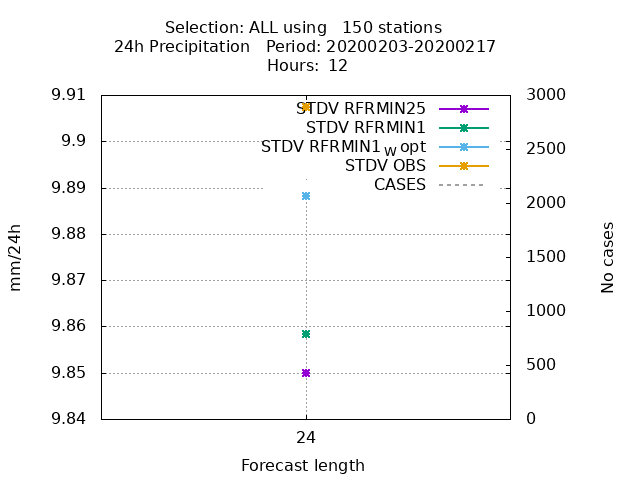 Selection: ALL using   150 stations
24h Precipitation   Period: 20200203-20200217
Hours:  12
9.91
9.9
9.89
9.88
9.87
9.86
9.85
9.84
mm/24h
STDV RFRMIN25
STDV RFRMIN1
STDV RFRMIN1wopt
STDV OBS
CASES
3000
2500
2000
1500
1000
500
0
No cases
24
Forecast length